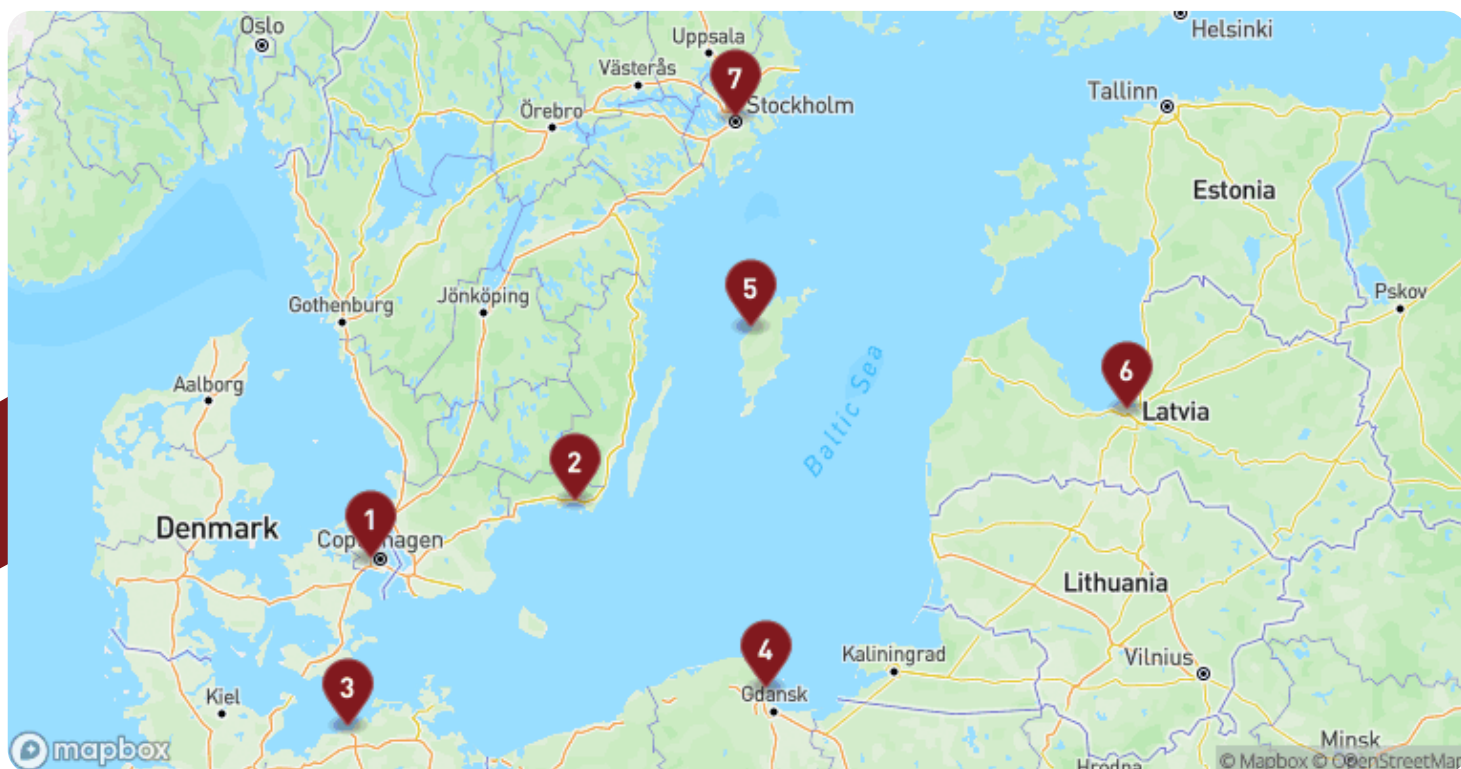 Oslo
Helsinki
Uppsala
Västerås
7
Tallinn
Stockholm
Örebro
Estonia
5
Pskov
Jönköping
Gothenburg
6
Baltic Sea
Aalborg
Latvia
2
1
Denmark
Copenhagen
Lithuania
4
Kaliningrad
Vilnius
3
Kiel
Gdansk
mapbox
Minsk
Hrodna
© Mapbox © OpenStreetMap